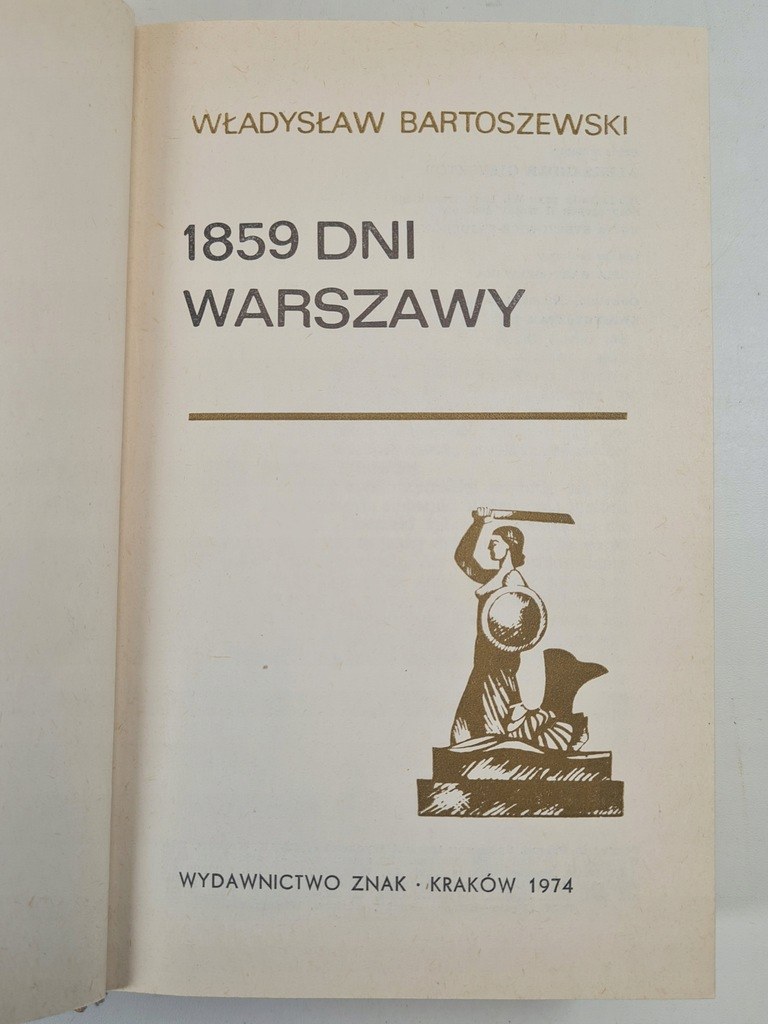 WŁADYSŁAW BARTOSZEWSKI
1859 DNI
WARSZAWY
WYDAWNICTWO ZNAK · KRAKÓW 1974